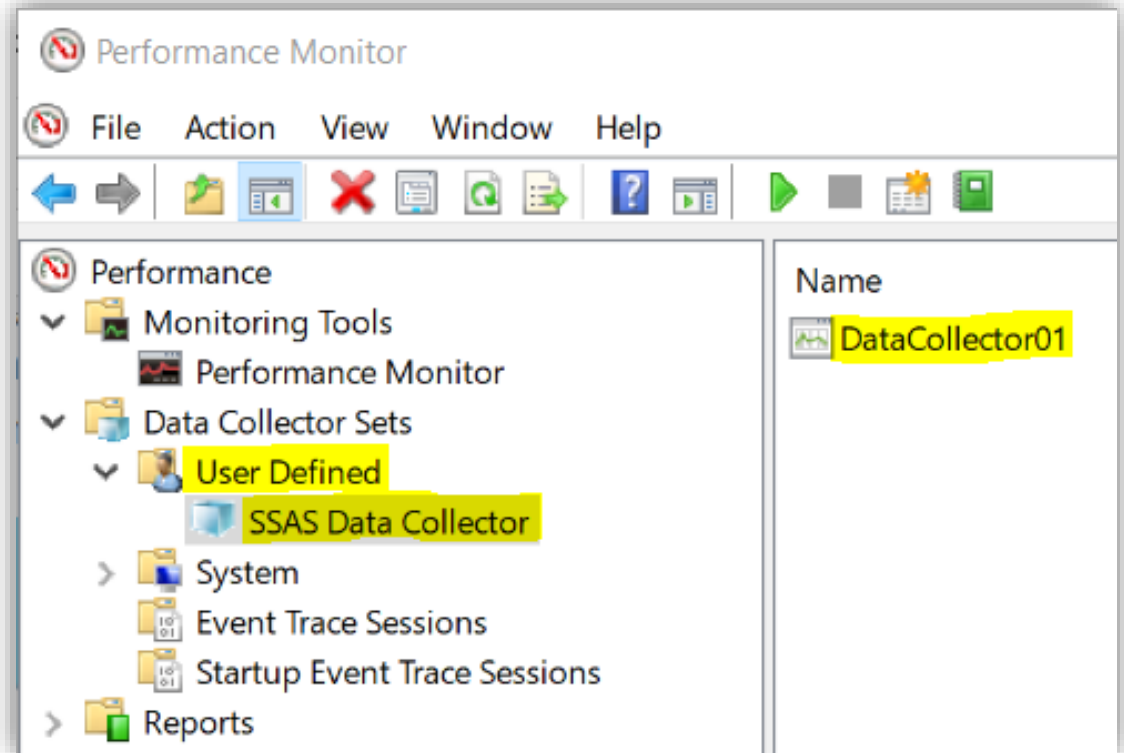 Performance Monitor
File Action View Window Help
Performance
Monitoring Tools
Performance Monitor
Data Collector Sets
User Defined
SSAS Data Collector
System
Event Trace Sessions
Startup Event Trace Sessions
Reports
Name
DataCollector01